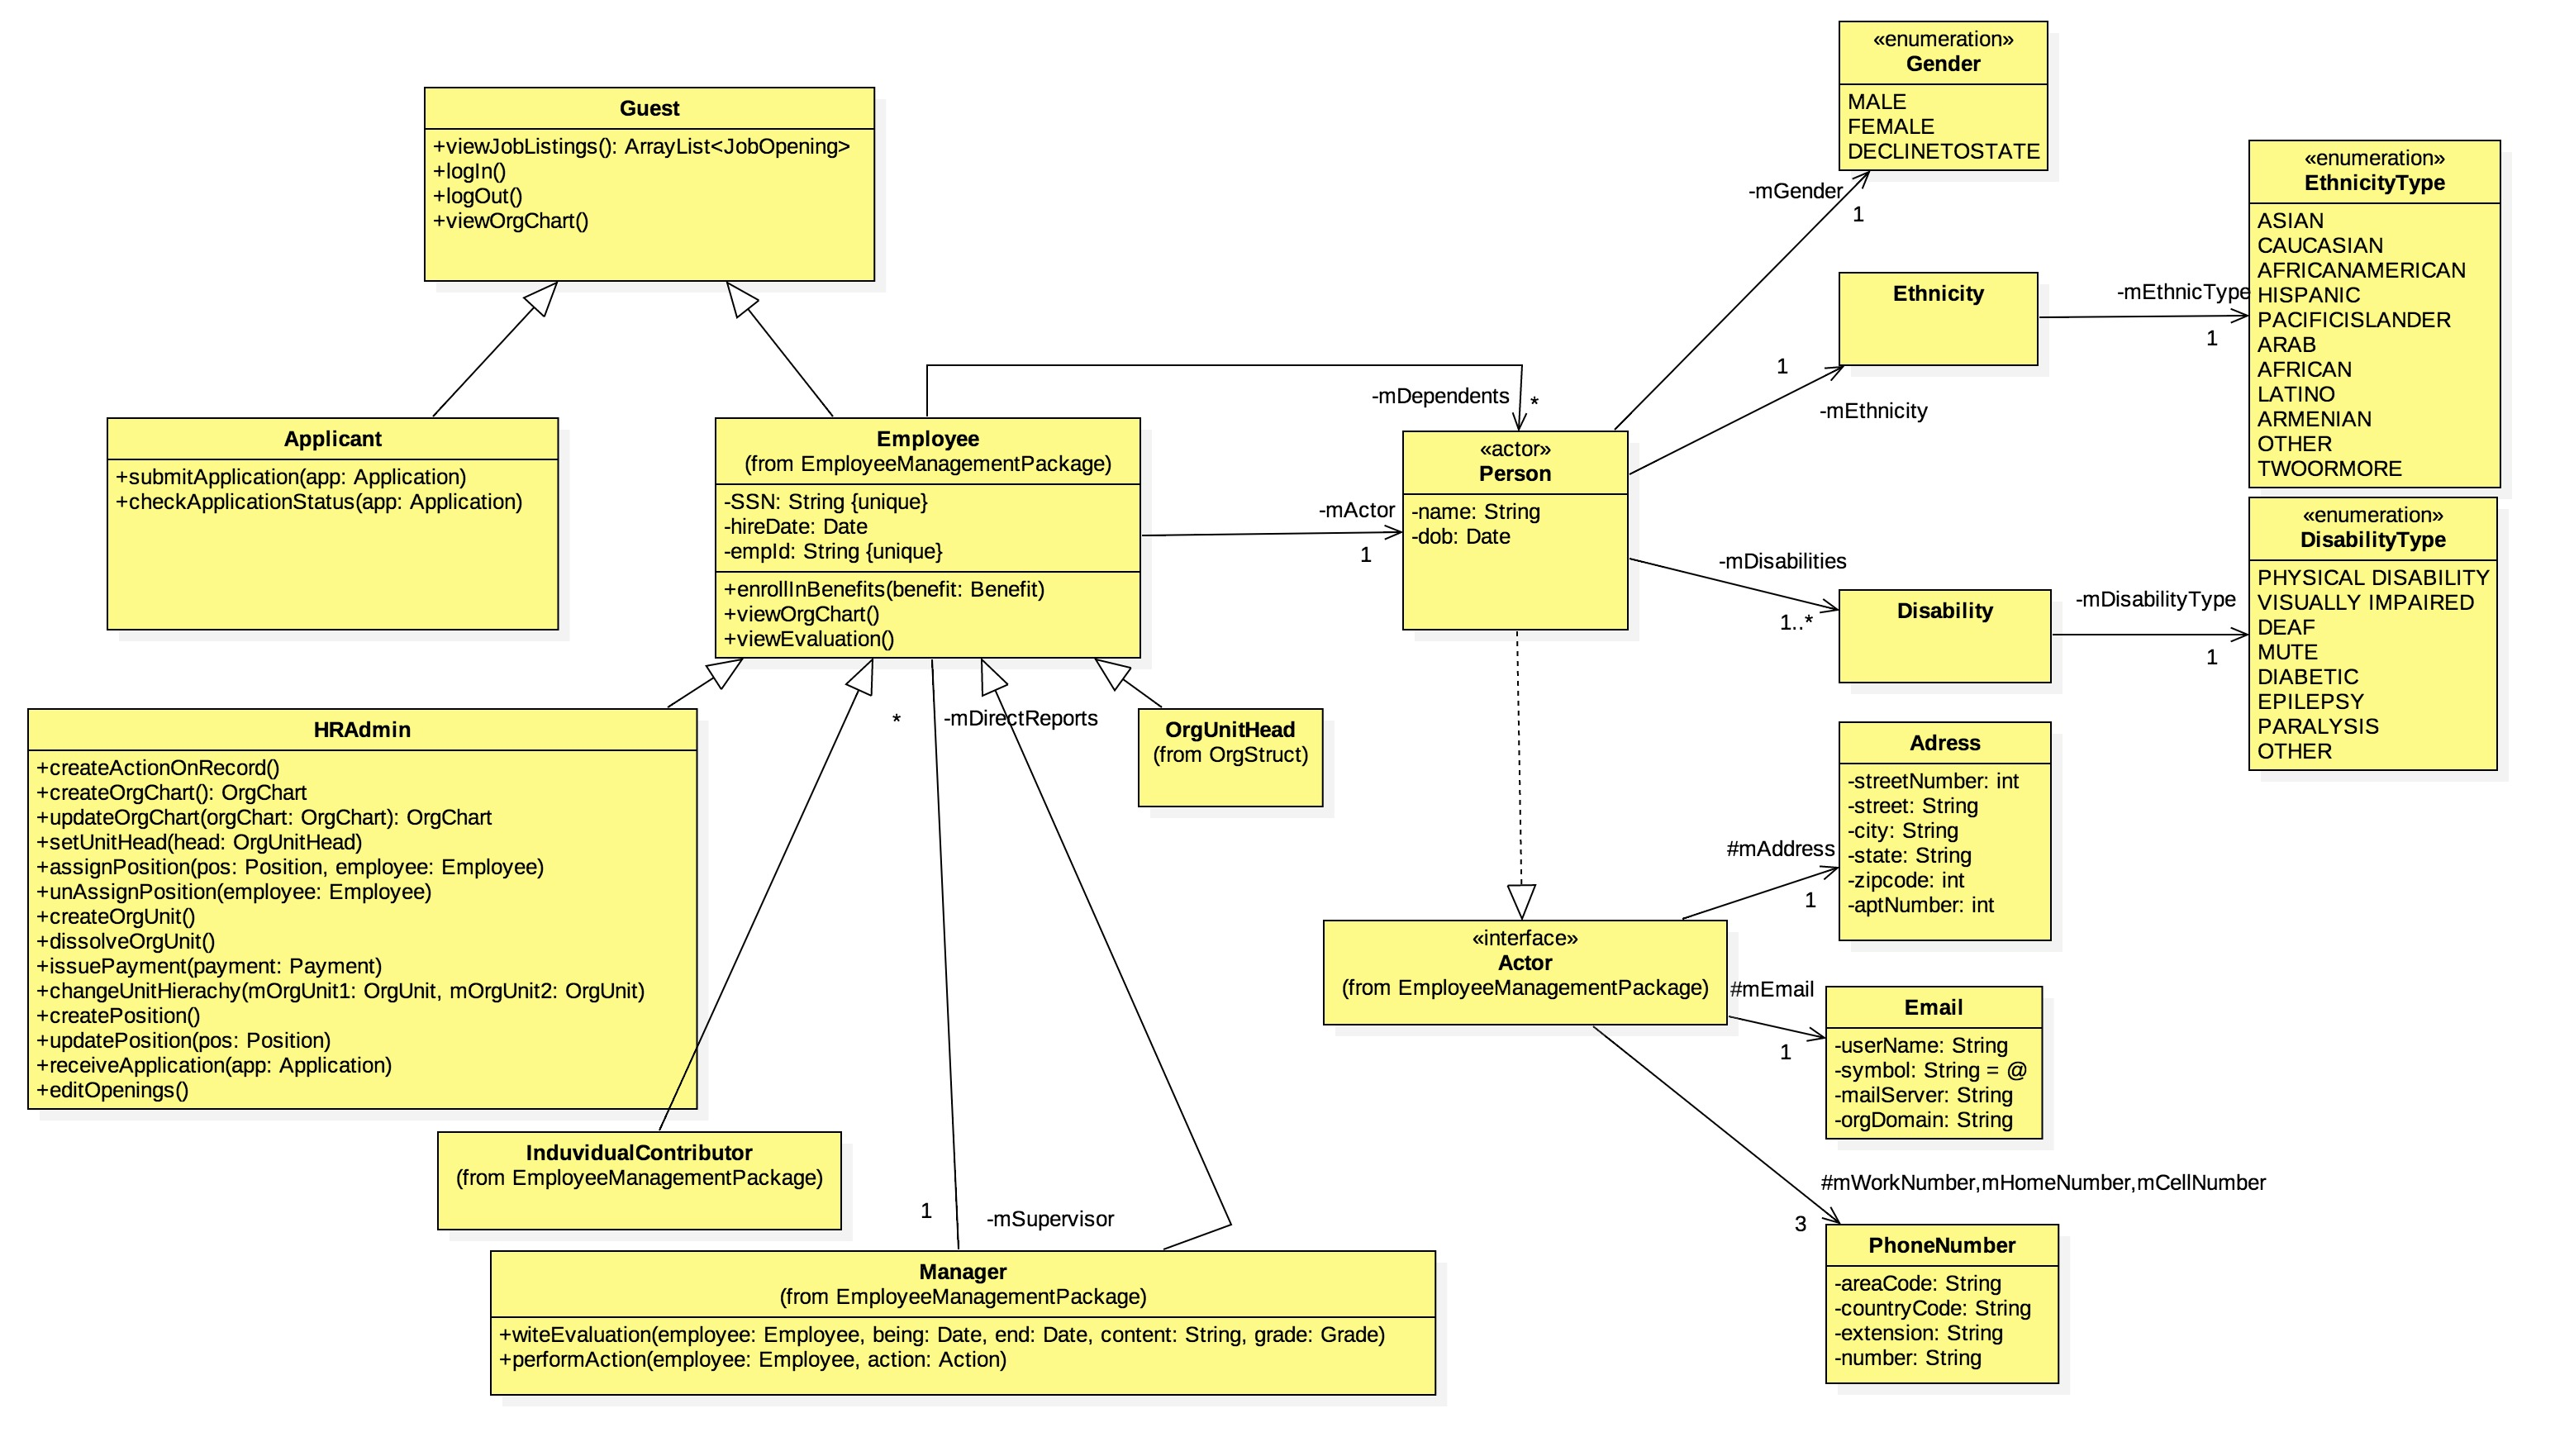 Guest
+viewJobListings(): ArrayList<JobOpening>
+logIn()
+logOut()
+viewOrgChart()
Applicant
+submitApplication(app: Application)
+checkApplicationStatus(app: Application)
Employee
(from EmployeeManagementPackage)
-SSN: String {unique}
-hireDate: Date
-empId: String {unique}
+enrollInBenefits(benefit: Benefit)
+viewOrgChart()
+viewEvaluation()
-mDependents
*
-mActor
1
«actor»
Person
-name: String
-dob: Date
-mGender
1
«enumeration»
Gender
MALE
FEMALE
DECLINETOSTATE
1
-mEthnicity
Ethnicity
-mEthnicType
1
«enumeration»
EthnicityType
ASIAN
CAUCASIAN
AFRICANAMERICAN
HISPANIC
PACIFICISLANDER
ARAB
AFRICAN
LATINO
ARMENIAN
OTHER
TWOORMORE
-mDisabilities
1..*
Disability
-mDisabilityType
1
«enumeration»
DisabilityType
PHYSICAL DISABILITY
VISUALLY IMPAIRED
DEAF
MUTE
DIABETIC
EPILEPSY
PARALYSIS
OTHER
HRAdmin
+createActionOnRecord()
+createOrgChart(): OrgChart
+updateOrgChart(orgChart: OrgChart): OrgChart
+setUnitHead(head: OrgUnitHead)
+assignPosition(pos: Position, employee: Employee)
+unAssignPosition(employee: Employee)
+createOrgUnit()
+dissolveOrgUnit()
+issuePayment(payment: Payment)
+changeUnitHierachy(mOrgUnit1: OrgUnit, mOrgUnit2: OrgUnit)
+createPosition()
+updatePosition(pos: Position)
+receiveApplication(app: Application)
+editOpenings()
*
-mDirectReports
OrgUnitHead
(from OrgStruct)
InduvidualContributor
(from EmployeeManagementPackage)
1
-mSupervisor
Manager
(from EmployeeManagementPackage)
+witeEvaluation(employee: Employee, being: Date, end: Date, content: String, grade: Grade)
+performAction(employee: Employee, action: Action)
«interface»
Actor
(from EmployeeManagementPackage)
#mAddress
1
Adress
-streetNumber: int
-street: String
-city: String
-state: String
-zipcode: int
-aptNumber: int
#mEmail
1
Email
-userName: String
-symbol: String = @
-mailServer: String
-orgDomain: String
#mWorkNumber,mHomeNumber,mCellNumber
3
PhoneNumber
-areaCode: String
-countryCode: String
-extension: String
-number: String